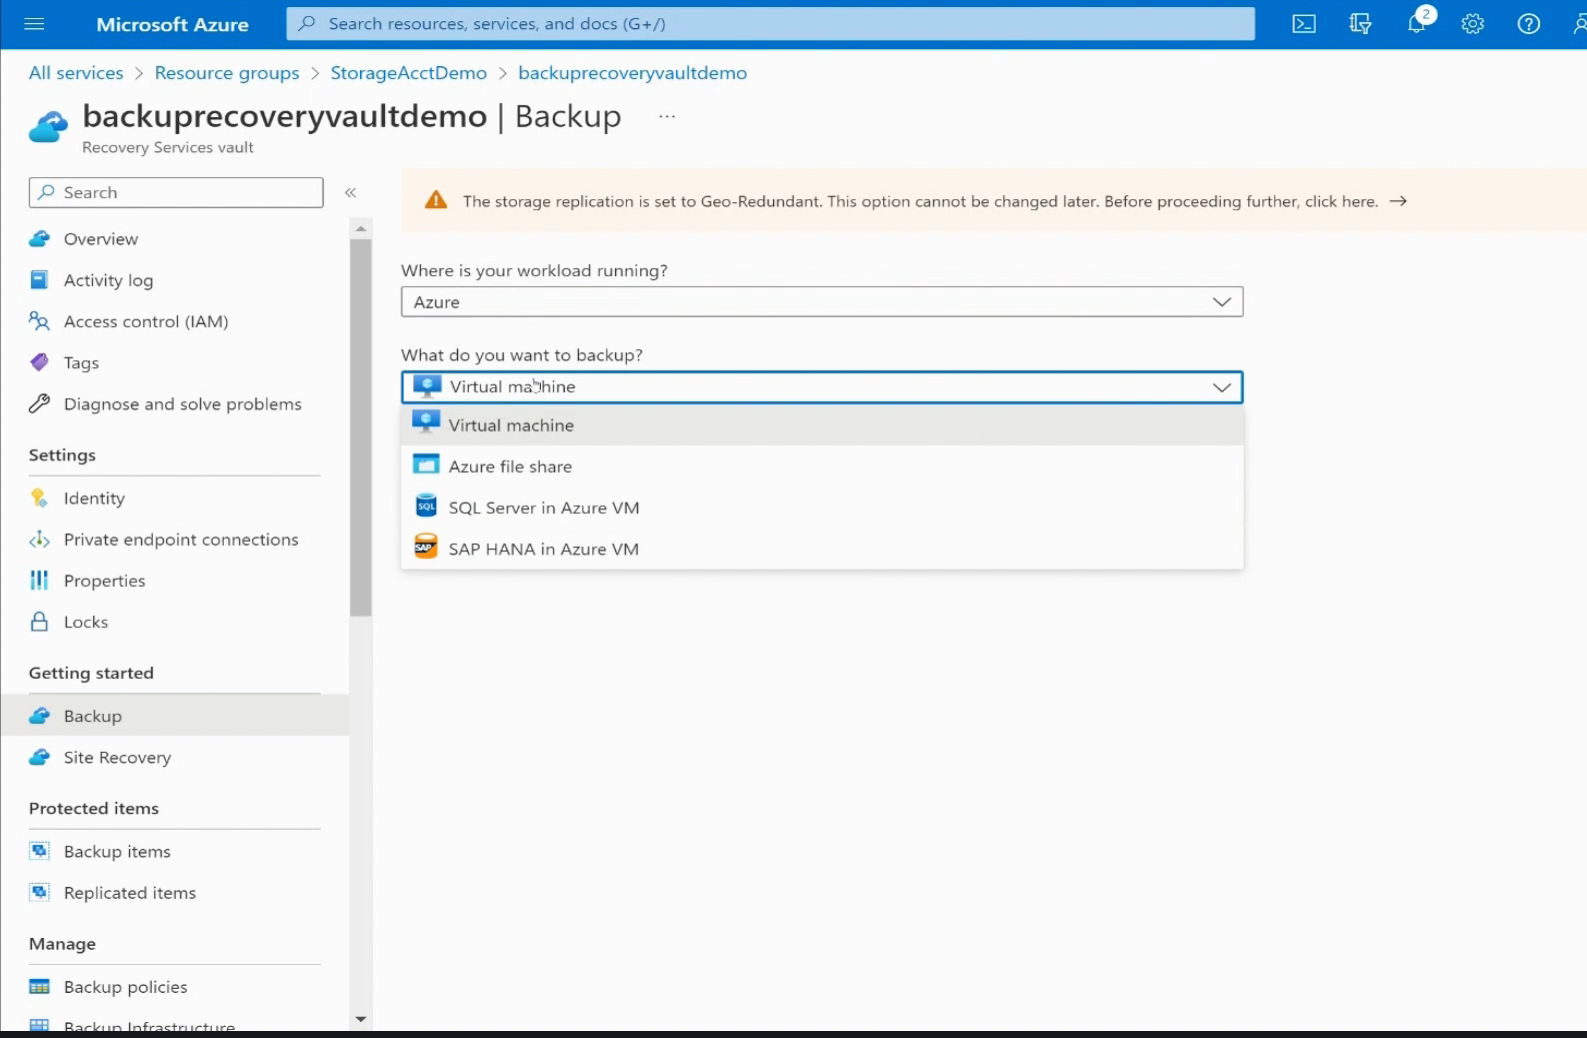 Microsoft Azure
Search resources, services, and docs (G+/)
2
All services > Resource groups > StorageAcctDemo > backuprecoveryvaultdemo
backuprecoveryvaultdemo | Backup ...
Recovery Services vault
Search
«
Overview
Activity log
Access control (IAM)
Tags
Diagnose and solve problems
Settings
Identity
Private endpoint connections
Properties
Locks
Getting started
Backup
Site Recovery
Protected items
Backup items
Replicated items
Manage
Backup policies
Backup Infrastructure
The storage replication is set to Geo-Redundant. This option cannot be changed later. Before proceeding further, click here. →
Where is your workload running?
Azure
What do you want to backup?
Virtual machine
Virtual machine
Azure file share
SQL
SQL Server in Azure VM
SAP
SAP HANA in Azure VM